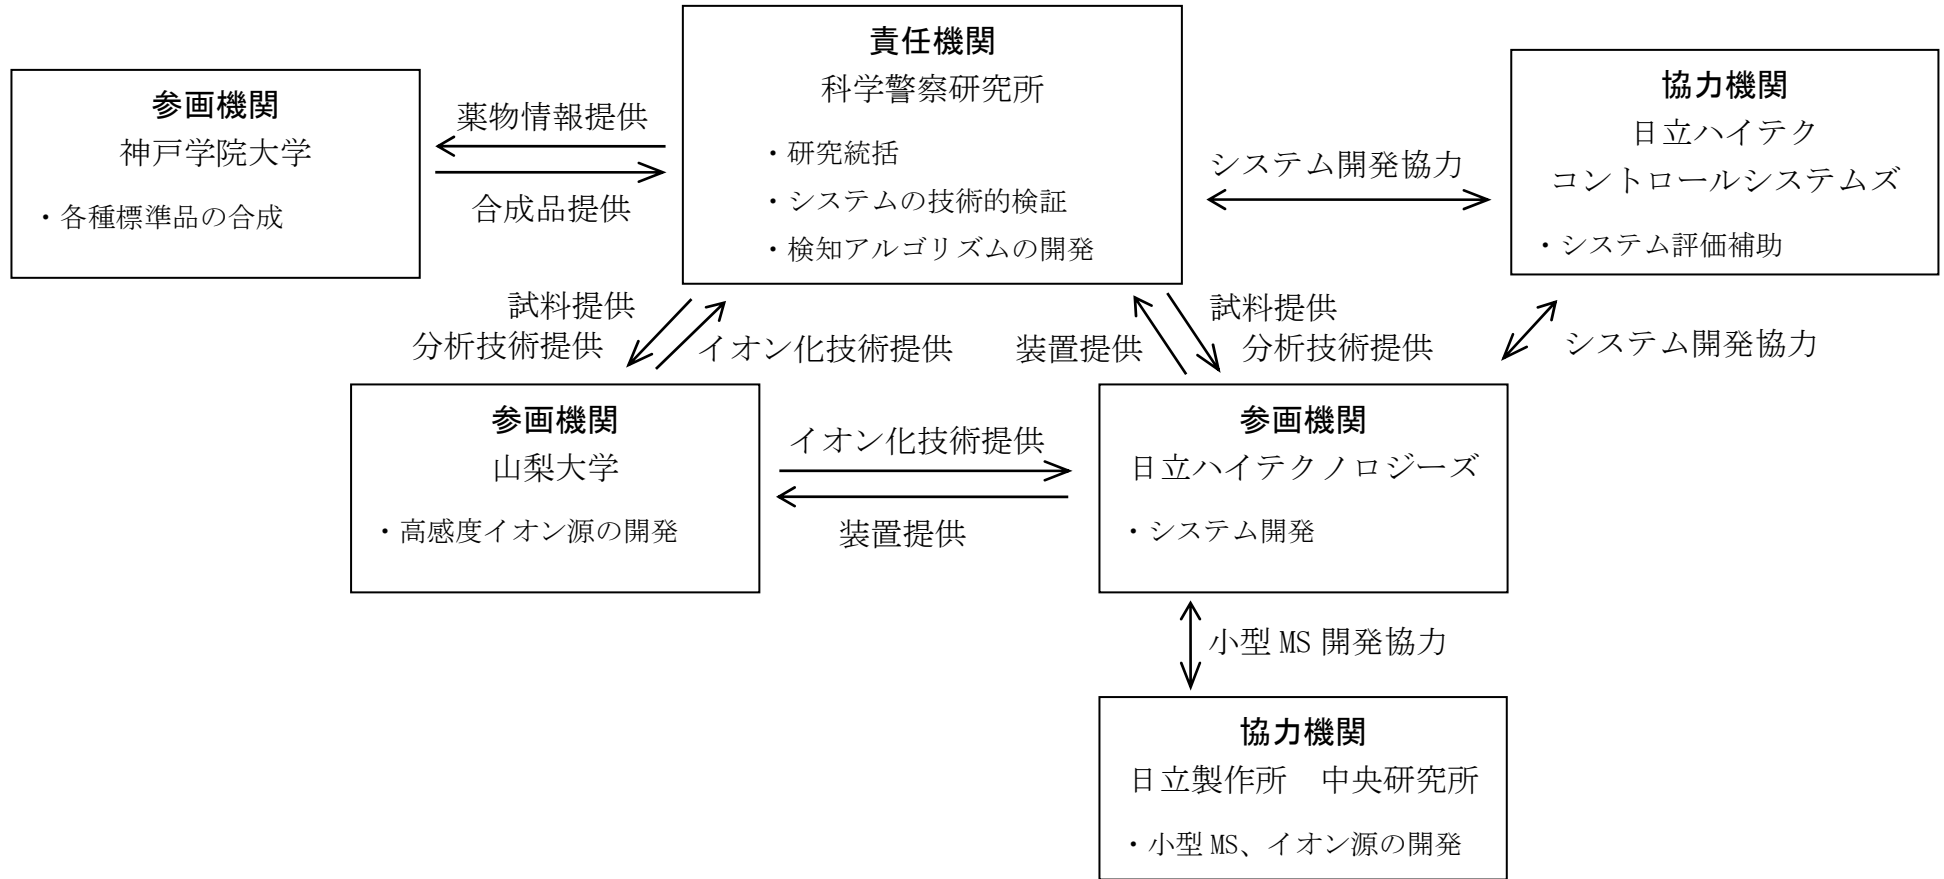 責任機関
科学警察研究所
・研究統括
・システムの技術的検証
・検知アルゴリズムの開発
参画機関
神戸学院大学
・各種標準品の合成
薬物情報提供
合成品提供
協力機関
日立ハイテク
コントロールシステムズ
・システム評価補助
システム開発協力
試料提供
分析技術提供
イオン化技術提供
装置提供
試料提供
分析技術提供
システム開発協力
参画機関
山梨大学
・高感度イオン源の開発
イオン化技術提供
装置提供
参画機関
日立ハイテクノロジーズ
・システム開発
小型 MS 開発協力
協力機関
日立製作所　中央研究所
・小型 MS、イオン源の開発